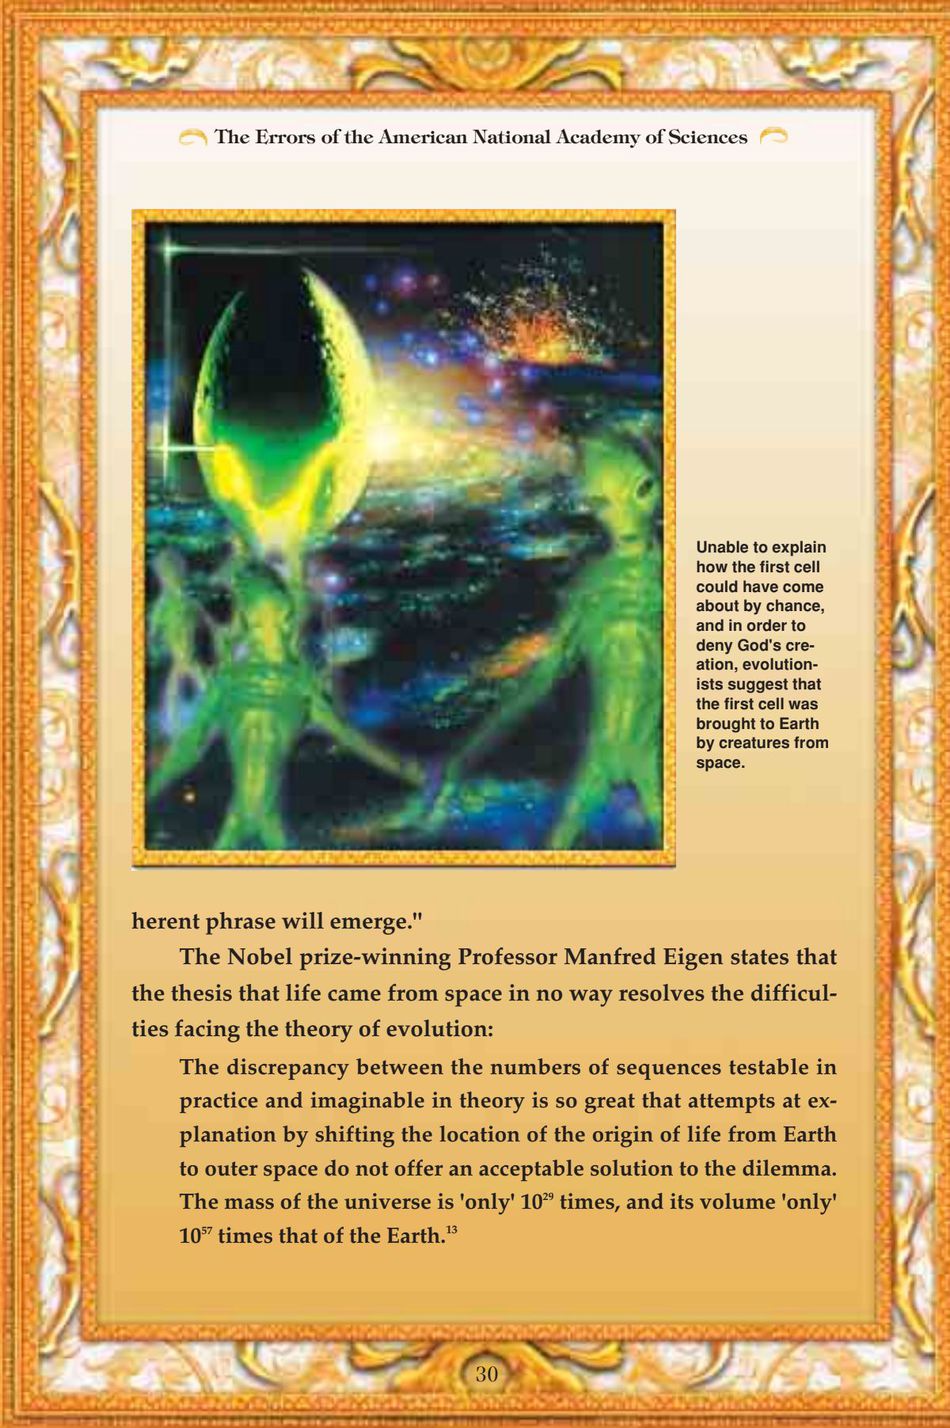 The Errors of the American National Academy of Sciences
Unable to explain
how the first cell
could have come
about by chance,
and in order to
deny God's cre-
ation, evolution-
ists suggest that
the first cell was
brought to Earth
by creatures from
space.
herent phrase will emerge."
The Nobel prize-winning Professor Manfred Eigen states that
the thesis that life came from space in no way resolves the difficul-
ties facing the theory of evolution:
The discrepancy between the numbers of sequences testable in
practice and imaginable in theory is so great that attempts at ex-
planation by shifting the location of the origin of life from Earth
to outer space do not offer an acceptable solution to the dilemma.
The mass of the universe is 'only' 10²⁹ times, and its volume 'only'
10⁵⁷ times that of the Earth.¹³
30